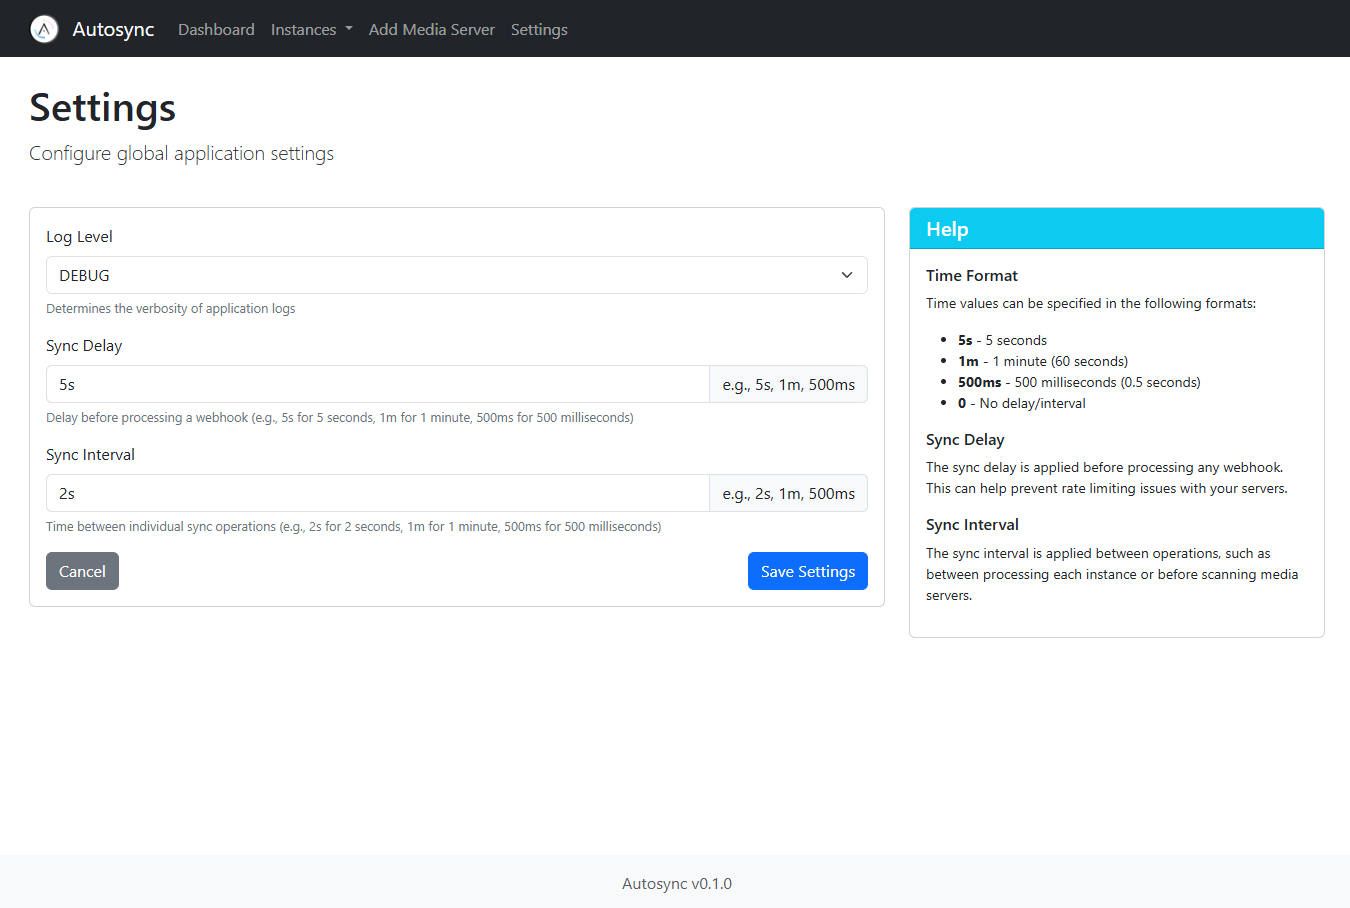 Autosync Dashboard Instances Add Media Server Settings
Settings
Configure global application settings
Log Level
DEBUG
Determines the verbosity of application logs
Sync Delay
5s e.g., 5s, 1m, 500ms
Delay before processing a webhook (e.g., 5s for 5 seconds, 1m for 1 minute, 500ms for 500 milliseconds)
Sync Interval
2s e.g., 2s, 1m, 500ms
Time between individual sync operations (e.g., 2s for 2 seconds, 1m for 1 minute, 500ms for 500 milliseconds)
Cancel Save Settings
Help
Time Format
Time values can be specified in the following formats:
• 5s - 5 seconds
• 1m - 1 minute (60 seconds)
• 500ms - 500 milliseconds (0.5 seconds)
• 0 - No delay/interval
Sync Delay
The sync delay is applied before processing any webhook.
This can help prevent rate limiting issues with your servers.
Sync Interval
The sync interval is applied between operations, such as
between processing each instance or before scanning media
servers.
Autosync v0.1.0